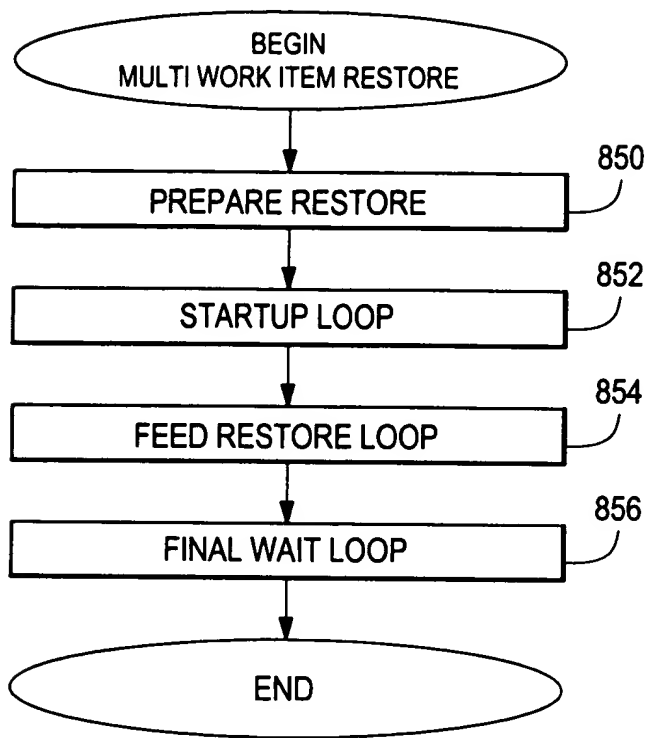 BEGIN
MULTI WORK ITEM RESTORE
850
PREPARE RESTORE
852
STARTUP LOOP
854
FEED RESTORE LOOP
856
FINAL WAIT LOOP
END